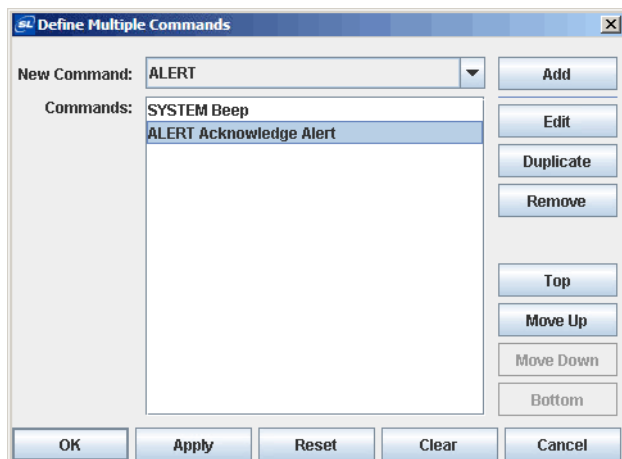 SL Define Multiple Commands
New Command: ALERT Add
Commands: SYSTEM Beep
ALERT Acknowledge Alert
Edit
Duplicate
Remove
Top
Move Up
Move Down
Bottom
OK Apply Reset Clear Cancel